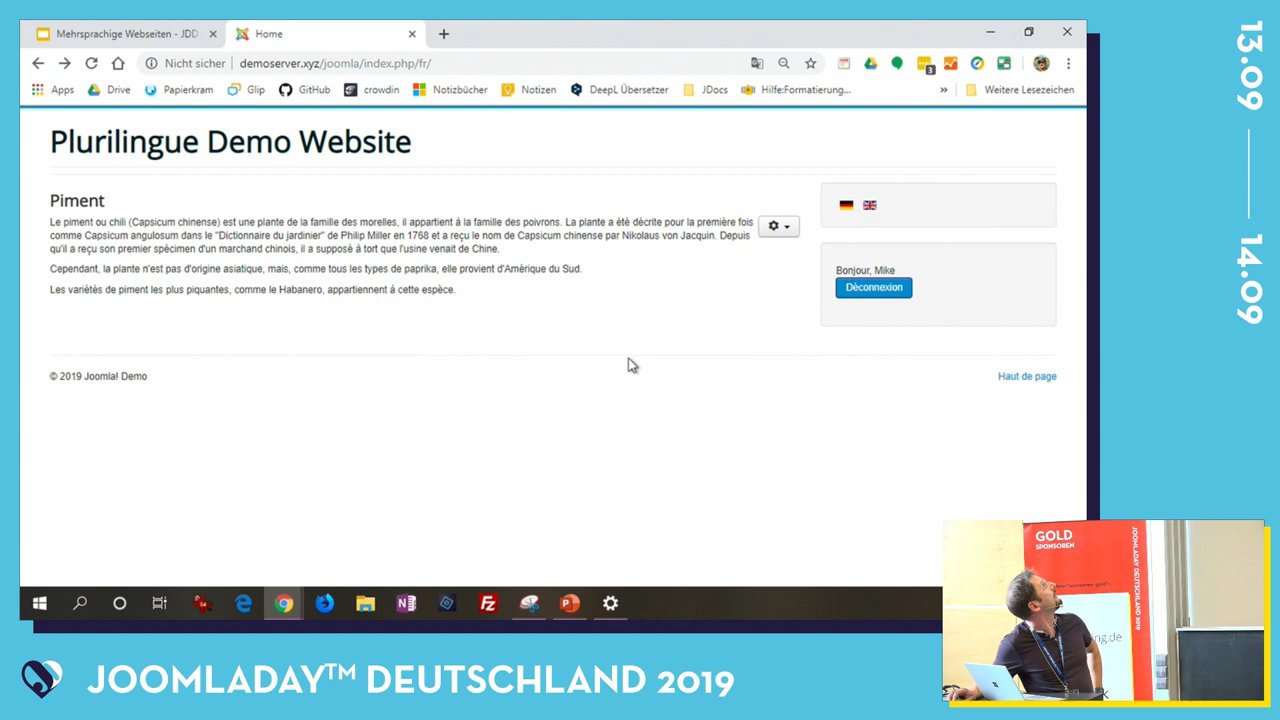 Mehrsprachige Webseiten - JDD
Home
Nicht sicher
demoserver.xyz/joomla/index.php/fr/
Apps
Drive
Papierkram
Glip
GitHub
crowdin
Notizbücher
Notizen
DeepL Übersetzer
JDocs
Hilfe:Formatierung...
»
Weitere Lesezeichen
Plurilingue Demo Website
Piment
Le piment ou chili (Capsicum chinense) est une plante de la famille des morelles, il appartient à la famille des poivrons. La plante a été décrite pour la première fois
comme Capsicum angulosum dans le "Dictionnaire du jardinier" de Philip Miller en 1768 et a reçu le nom de Capsicum chinense par Nikolaus von Jacquin. Depuis
qu'il a reçu son premier spécimen d'un marchand chinois, il a supposé à tort que l'usine venait de Chine.
Cependant, la plante n'est pas d'origine asiatique, mais, comme tous les types de paprika, elle provient d'Amérique du Sud.
Les variétés de piment les plus piquantes, comme le Habanero, appartiennent à cette espèce.
Bonjour, Mike
Déconnexion
© 2019 Joomla! Demo
Haut de page
13.09
14.09
GOLD
SPONSOREN
JOOMLADAY DEUTSCHLAND 2019
ng.de
JOOMLADAY™ DEUTSCHLAND 2019